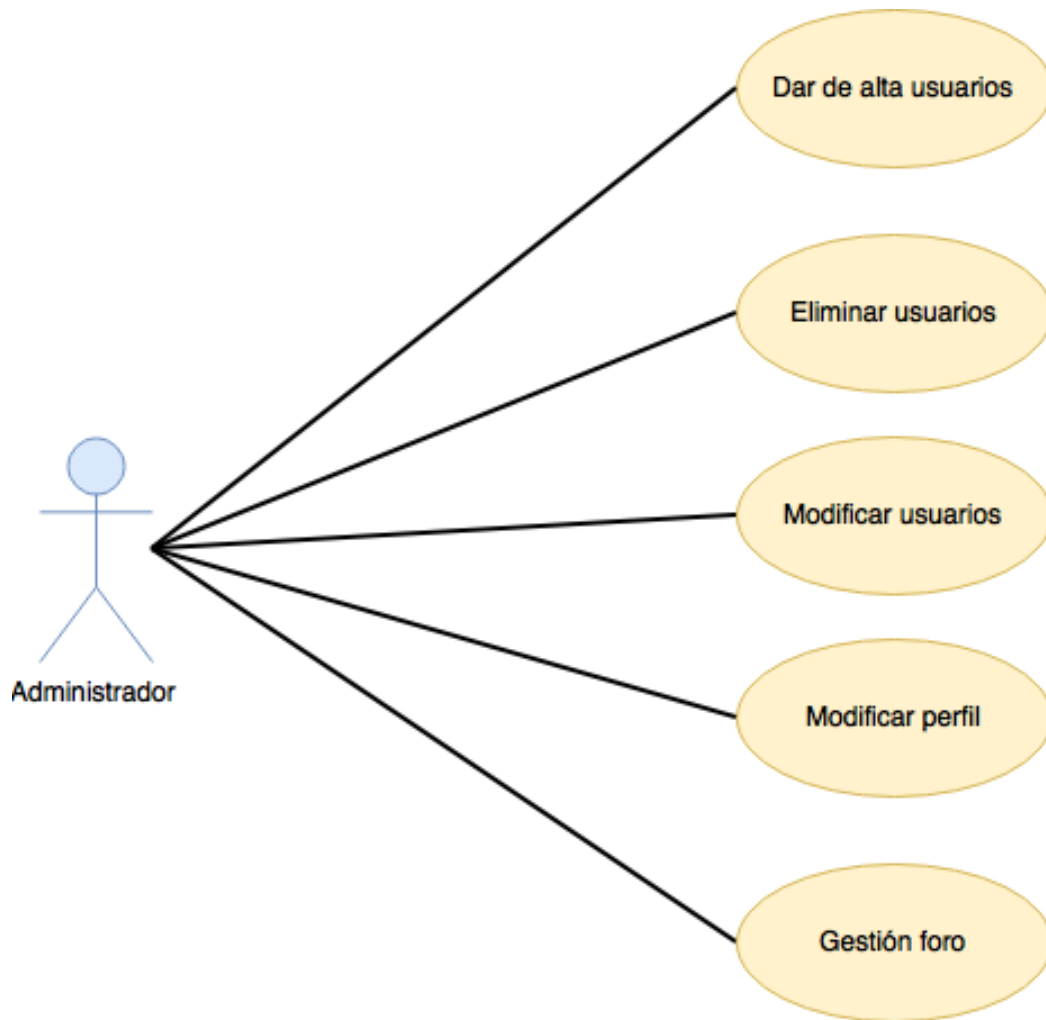 Dar de alta usuarios
Eliminar usuarios
Modificar usuarios
Administrador
Modificar perfil
Gestión foro